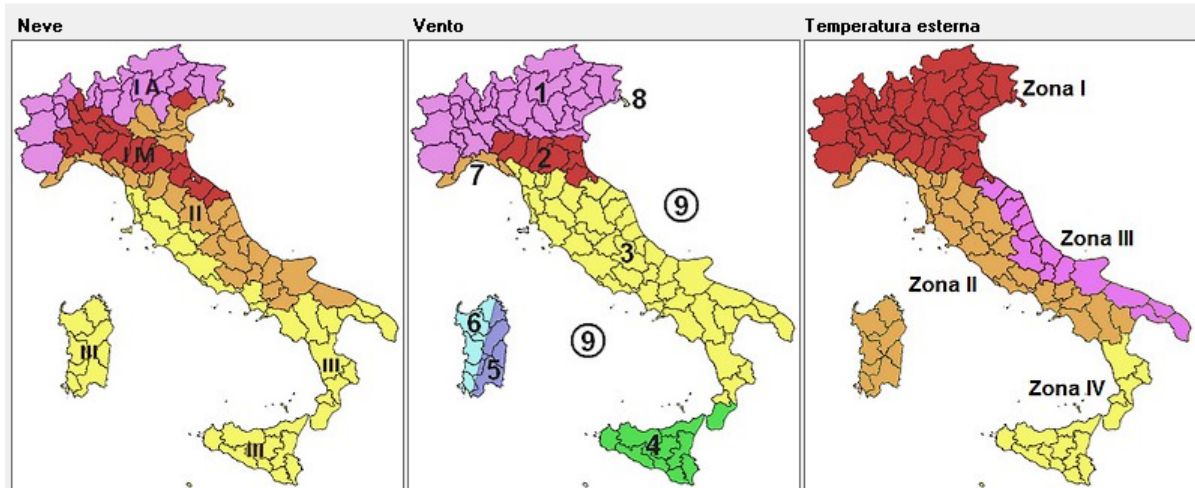 Neve
I A
I M
II
III
III
III
Vento
1
8
2
7
9
3
6
9
5
4
Temperatura esterna
Zona I
Zona III
Zona II
Zona IV